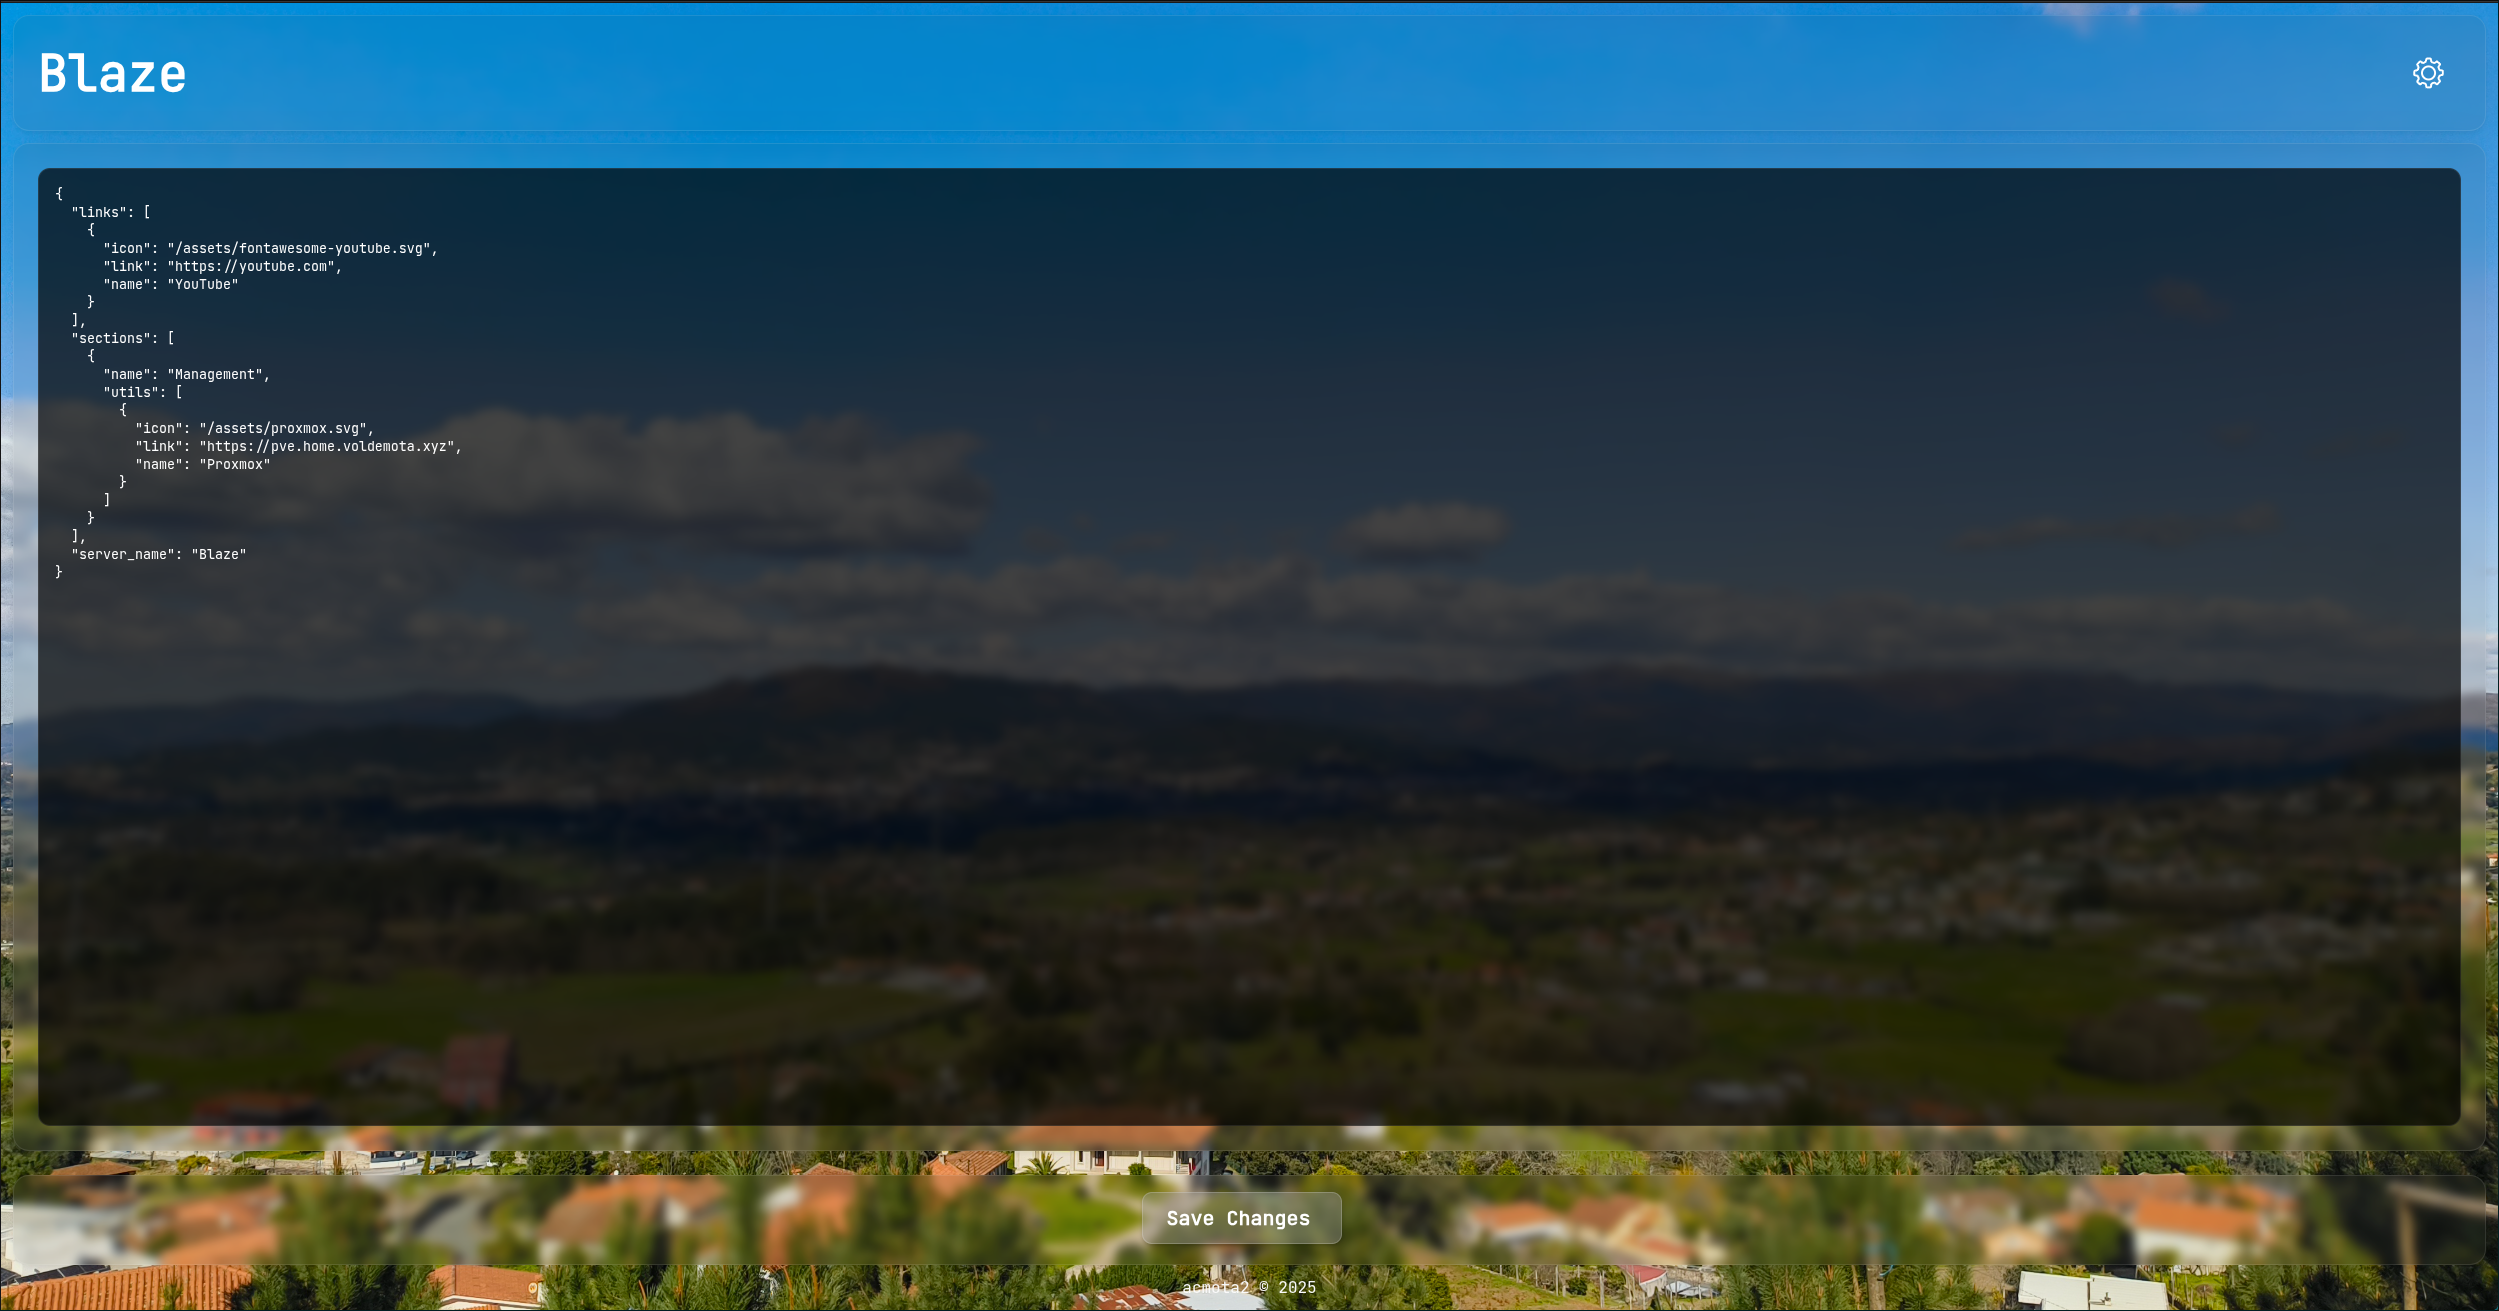 Blaze
{
  "links": [
    {
      "icon": "/assets/fontawesome-youtube.svg",
      "link": "https://youtube.com",
      "name": "YouTube"
    }
  ],
  "sections": [
    {
      "name": "Management",
      "utils": [
        {
          "icon": "/assets/proxmox.svg",
          "link": "https://pve.home.voldemota.xyz",
          "name": "Proxmox"
        }
      ]
    }
  ],
  "server_name": "Blaze"
}
Save Changes
acmota2 © 2025